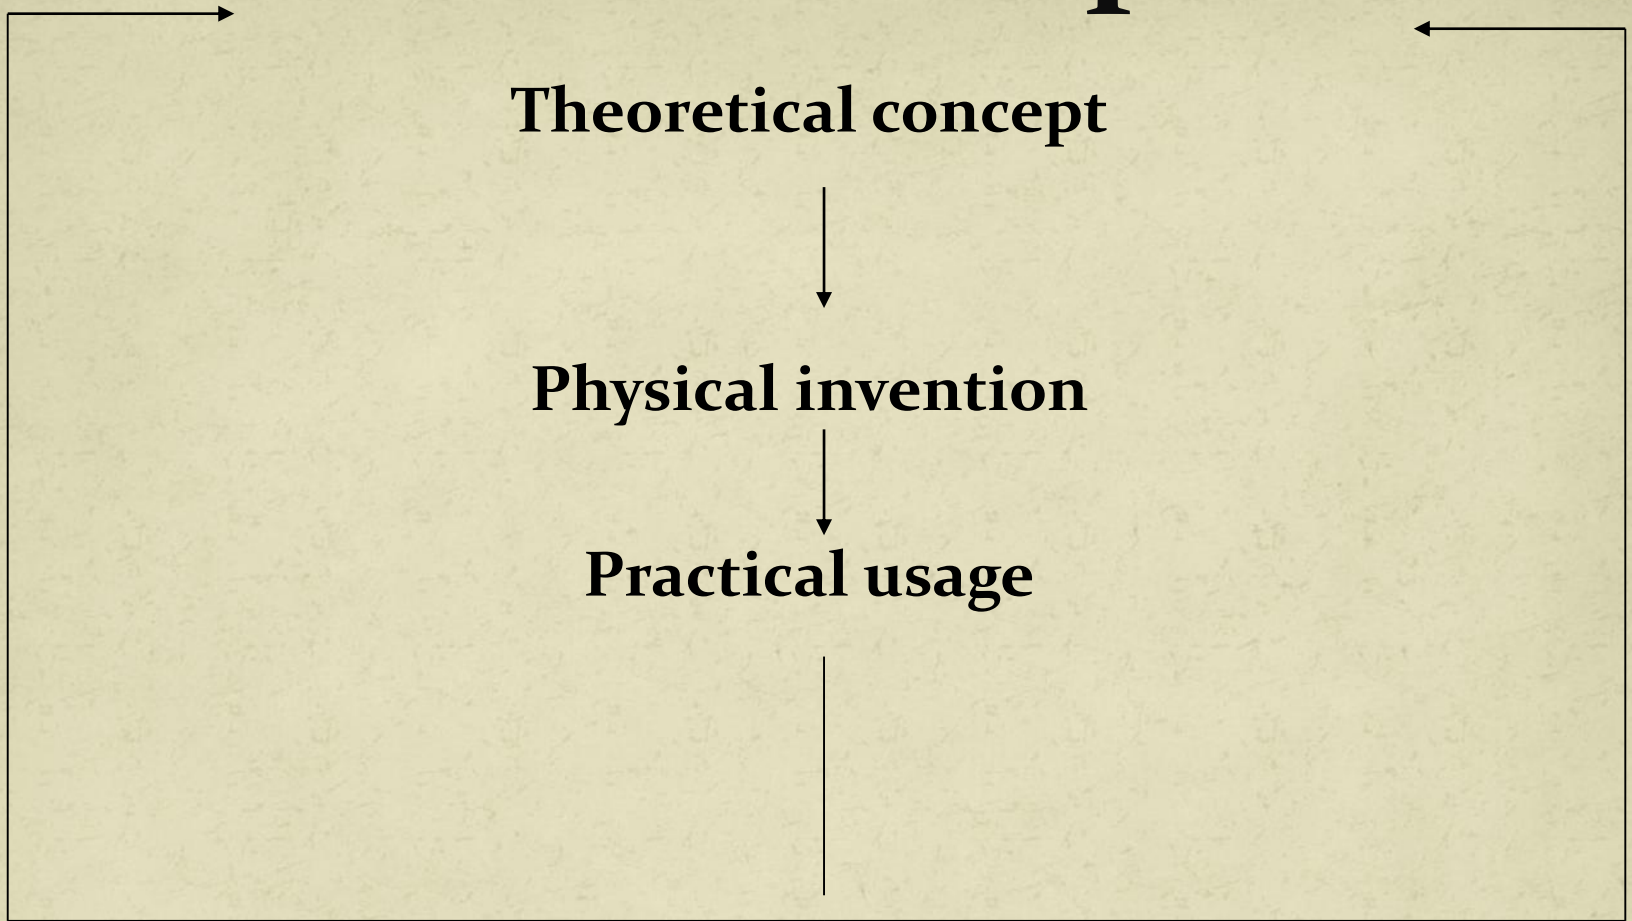 Theoretical concept
Physical invention
Practical usage